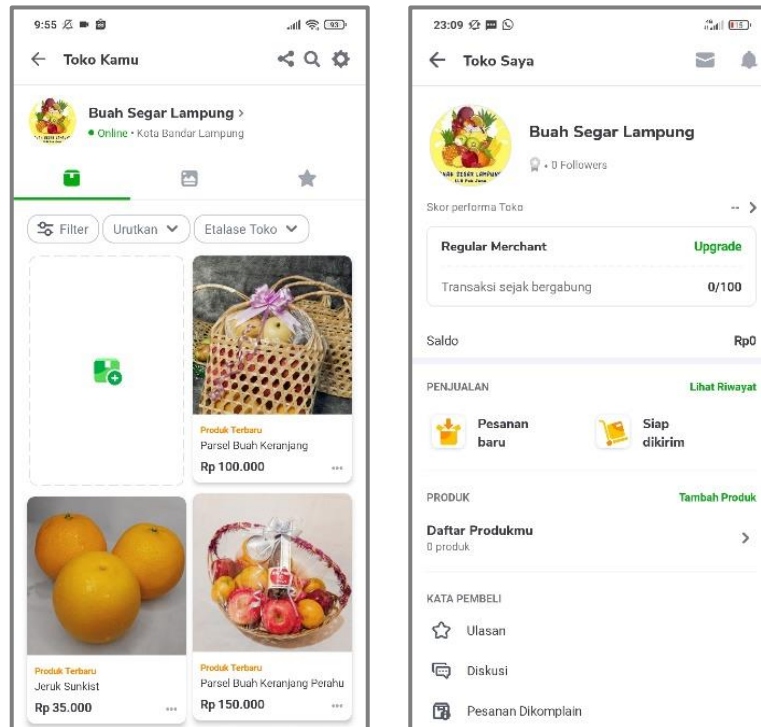 9:55
93
Toko Kamu
Buah Segar Lampung >
• Online • Kota Bandar Lampung
Filter
Urutkan
Etalase Toko
Produk Terbaru
Parsel Buah Keranjang
Rp 100.000
Produk Terbaru
Jeruk Sunkist
Rp 35.000
Produk Terbaru
Parsel Buah Keranjang Perahu
Rp 150.000
23:09
Toko Saya
Buah Segar Lampung
• 0 Followers
Skor performa Toko
--
Regular Merchant
Upgrade
Transaksi sejak bergabung
0/100
Saldo
Rp0
PENJUALAN
Lihat Riwayat
Pesanan
baru
Siap
dikirim
PRODUK
Tambah Produk
Daftar Produkmu
0 produk
KATA PEMBELI
Ulasan
Diskusi
Pesanan Dikomplain